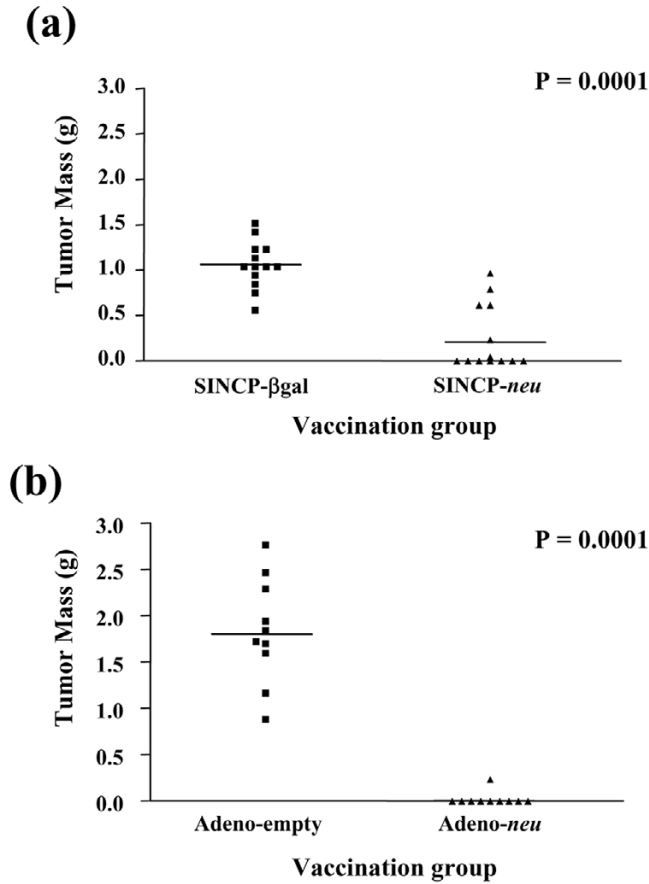 (a)
P = 0.0001
3.0
2.5
2.0
1.5
1.0
0.5
0.0
Tumor Mass (g)
SINCP-βgal SINCP-neu
Vaccination group
(b)
P = 0.0001
3.0
2.5
2.0
1.5
1.0
0.5
0.0
Tumor Mass (g)
Adeno-empty Adeno-neu
Vaccination group